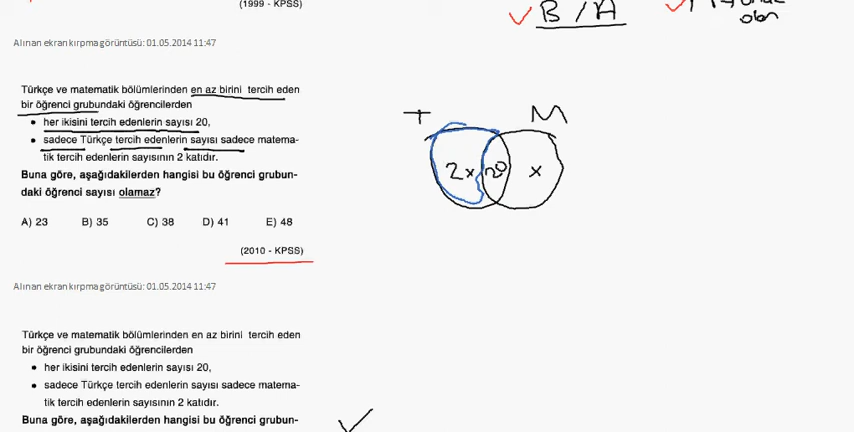 (1999 - KPSS)
B / A
olan
Alınan ekran kırpma görüntüsü: 01.05.2014 11:47
Türkçe ve matematik bölümlerinden en az birini tercih eden
bir öğrenci grubundaki öğrencilerden
• her ikisini tercih edenlerin sayısı 20,
• sadece Türkçe tercih edenlerin sayısı sadece matema-
tik tercih edenlerin sayısının 2 katıdır.
Buna göre, aşağıdakilerden hangisi bu öğrenci grubun-
daki öğrenci sayısı olamaz?
A) 23 B) 35 C) 38 D) 41 E) 48
(2010 - KPSS)
T M
2x 20 x
Alınan ekran kırpma görüntüsü: 01.05.2014 11:47
Türkçe ve matematik bölümlerinden en az birini tercih eden
bir öğrenci grubundaki öğrencilerden
• her ikisini tercih edenlerin sayısı 20,
• sadece Türkçe tercih edenlerin sayısı sadece matema-
tik tercih edenlerin sayısının 2 katıdır.
Buna göre, aşağıdakilerden hangisi bu öğrenci grubun-